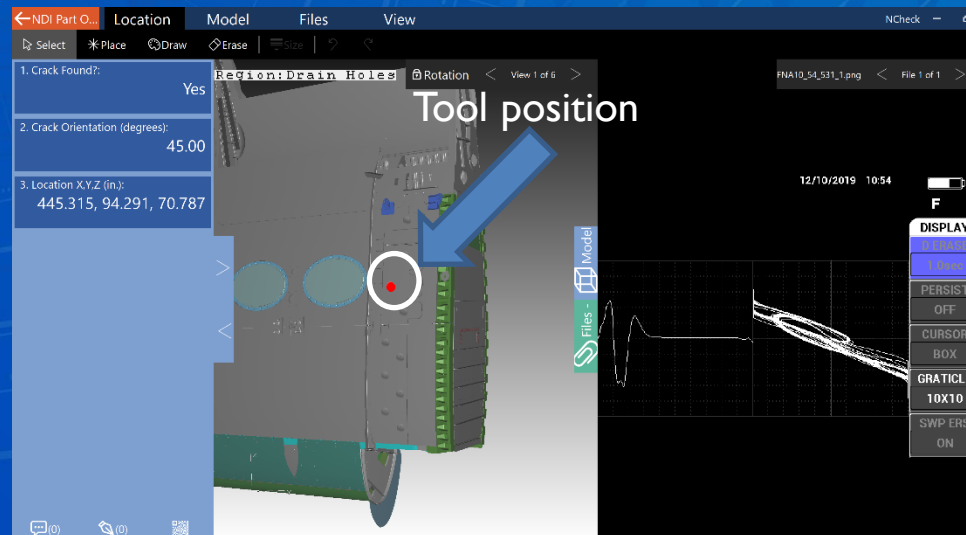 NDI Part O... Location Model Files View NCheck
Select Place Draw Erase Size
1. Crack Found?:
Yes
2. Crack Orientation (degrees):
45.00
3. Location X,Y,Z (in.):
445.315, 94.291, 70.787
Region:Drain Holes Rotation < View 1 of 6 >
Tool position
Model
Files -
(0) (0)
FNA10_54_531_1.png < File 1 of 1 >
12/10/2019 10:54
F
DISPLAY
D ERASE
1.0sec
PERSIST
OFF
CURSOR
BOX
GRATICL
10X10
SWP ERS
ON